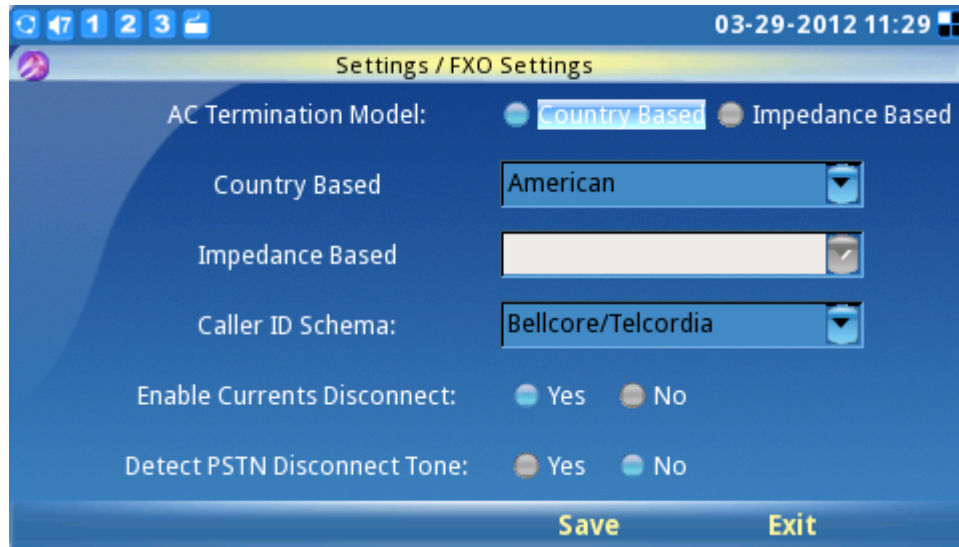 7 1 2 3 03-29-2012 11:29
Settings / FXO Settings
AC Termination Model: Country Based Impedance Based
Country Based American
Impedance Based
Caller ID Schema: Bellcore/Telcordia
Enable Currents Disconnect: Yes No
Detect PSTN Disconnect Tone: Yes No
Save Exit